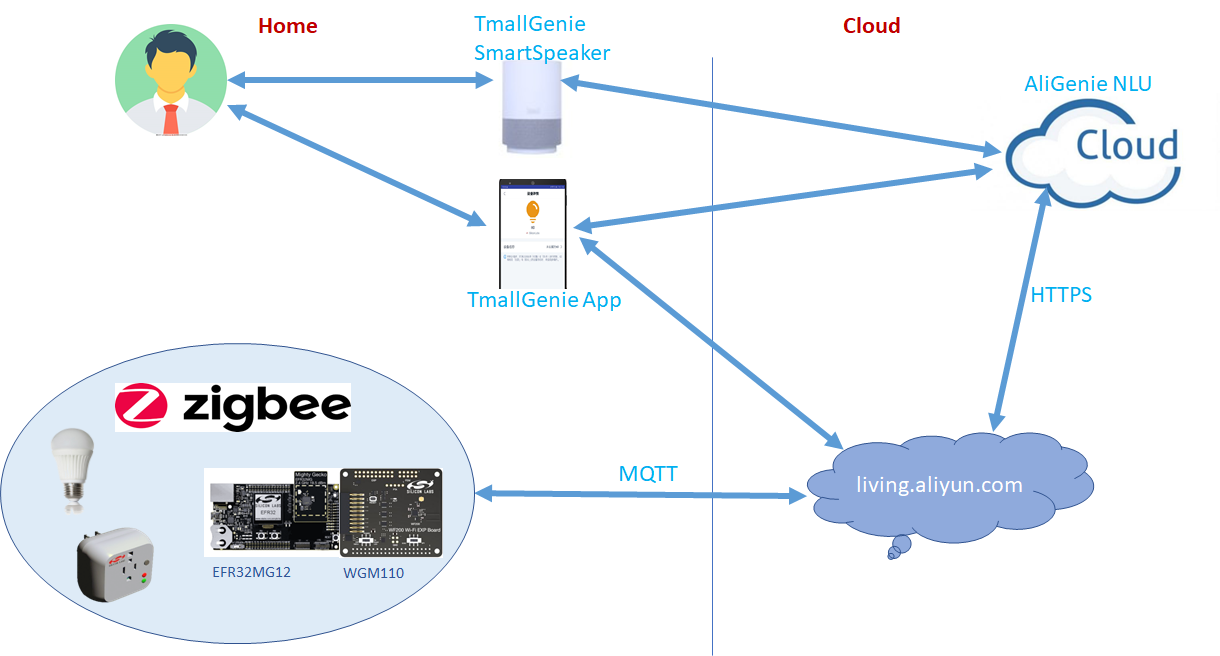 Home
TmallGenie
SmartSpeaker
Cloud
AliGenie NLU
Cloud
TmallGenie App
HTTPS
zigbee
MQTT
living.aliyun.com
Mighty Gecko
SILICON LABS
EFR32
SILICON LABS
WF200 Wi-Fi EXP Board
EFR32MG12
WGM110